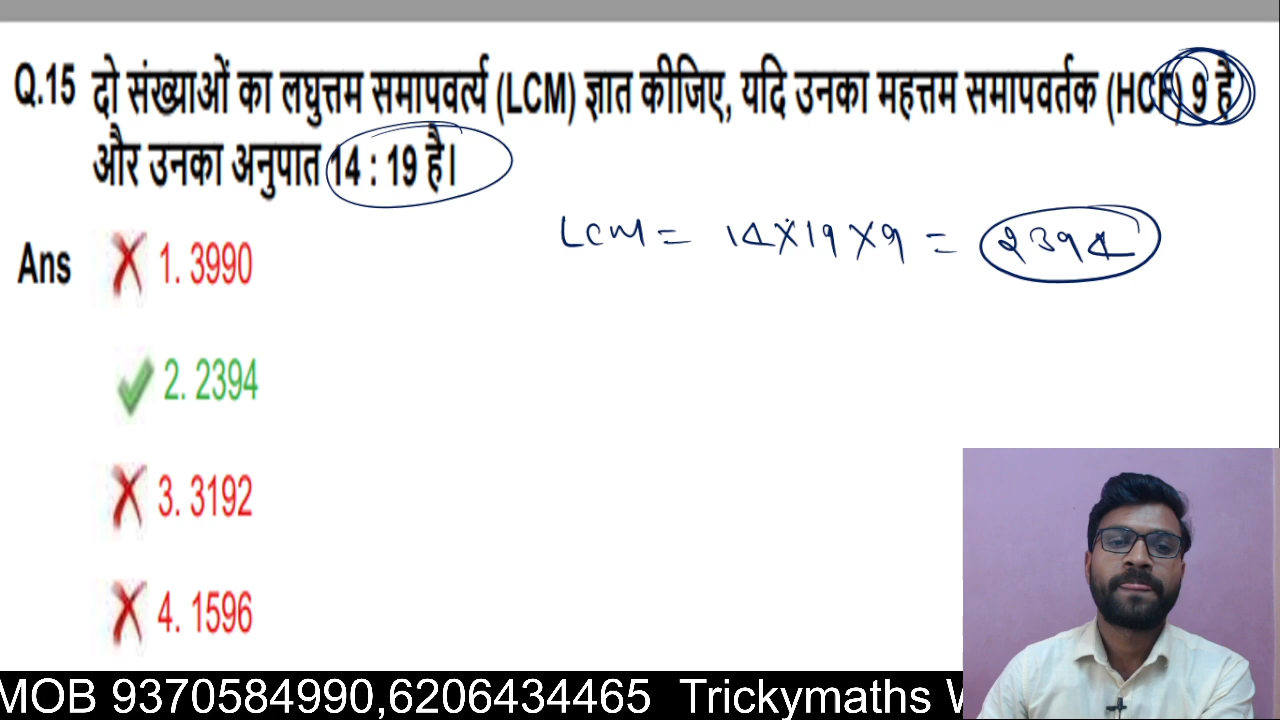 Q.15 दो संख्याओं का लघुत्तम समापवर्त्य (LCM) ज्ञात कीजिए, यदि उनका महत्तम समापवर्तक (HCF) 9 है
और उनका अनुपात 14 : 19 है।
LCM = 14×19×9 = 2394
Ans 1. 3990
2. 2394
3. 3192
4. 1596
MOB 9370584990,6206434465 Trickymaths W